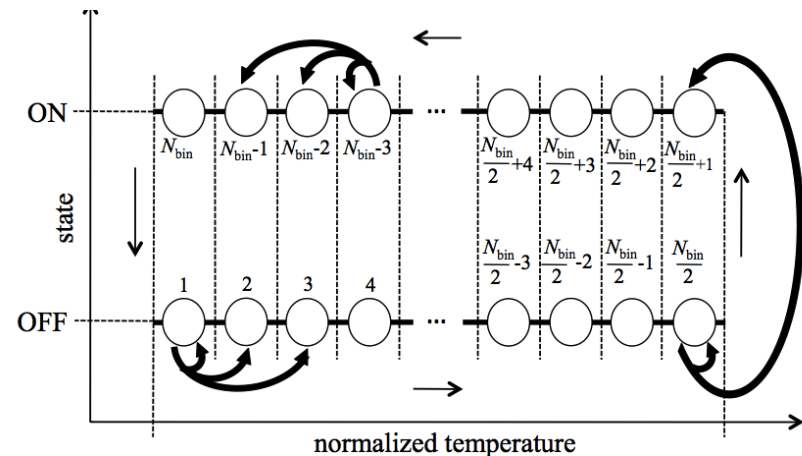 ON
...
N_bin N_bin-1 N_bin-2 N_bin-3 N_bin/2+4 N_bin/2+3 N_bin/2+2 N_bin/2+1
state
N_bin/2-3 N_bin/2-2 N_bin/2-1 N_bin/2
1 2 3 4
OFF
...
normalized temperature